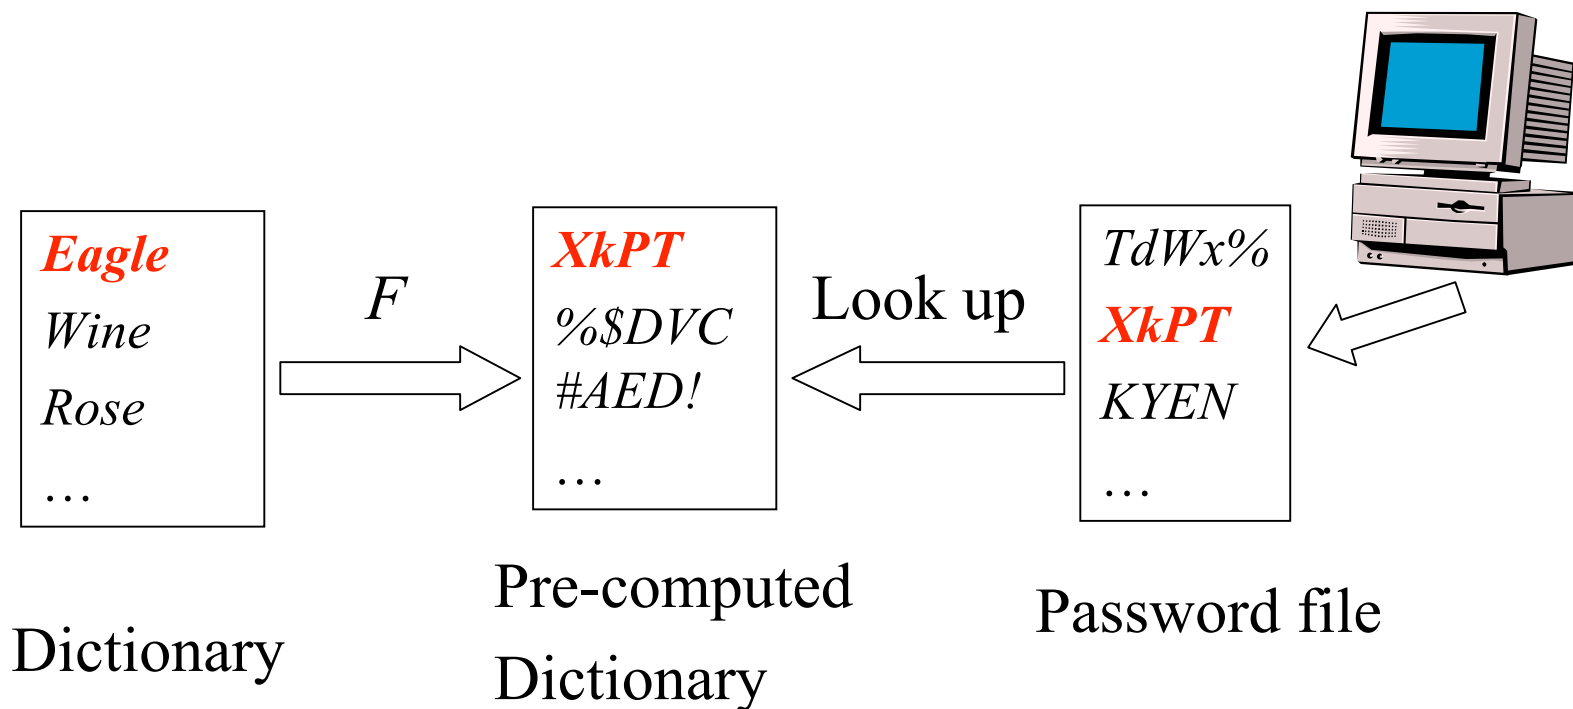 Eagle
Wine
Rose
…
Dictionary
F
XkPT
%$DVC
#AED!
…
Pre-computed
Dictionary
Look up
TdWx%
XkPT
KYEN
…
Password file